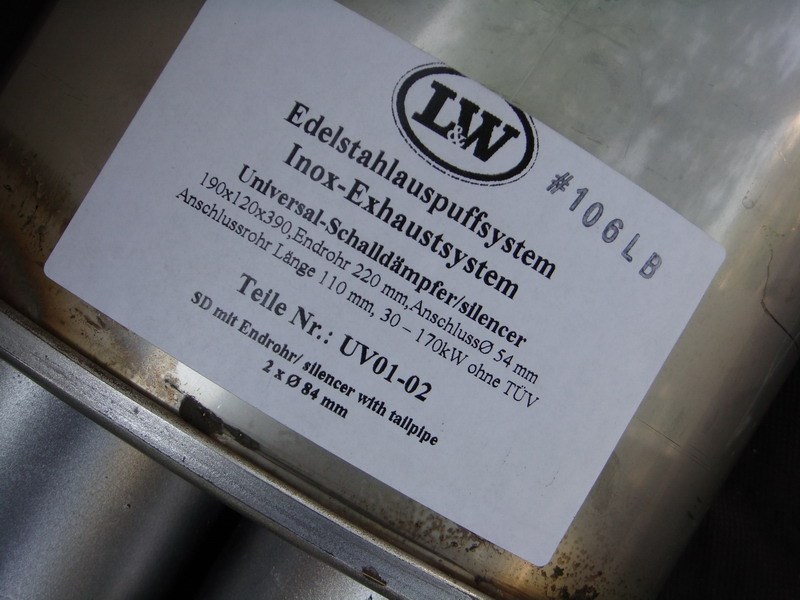 L&W
#106LB
Edelstahlauspuffsystem
Inox-Exhaustsystem
Universal-Schalldämpfer/silencer
190x120x390,Endrohr 220 mm,AnschlussØ 54 mm
Anschlussrohr Länge 110 mm, 30 – 170kW ohne TÜV
Teile Nr.: UV01-02
SD mit Endrohr/ silencer with tailpipe
2 x Ø 84 mm